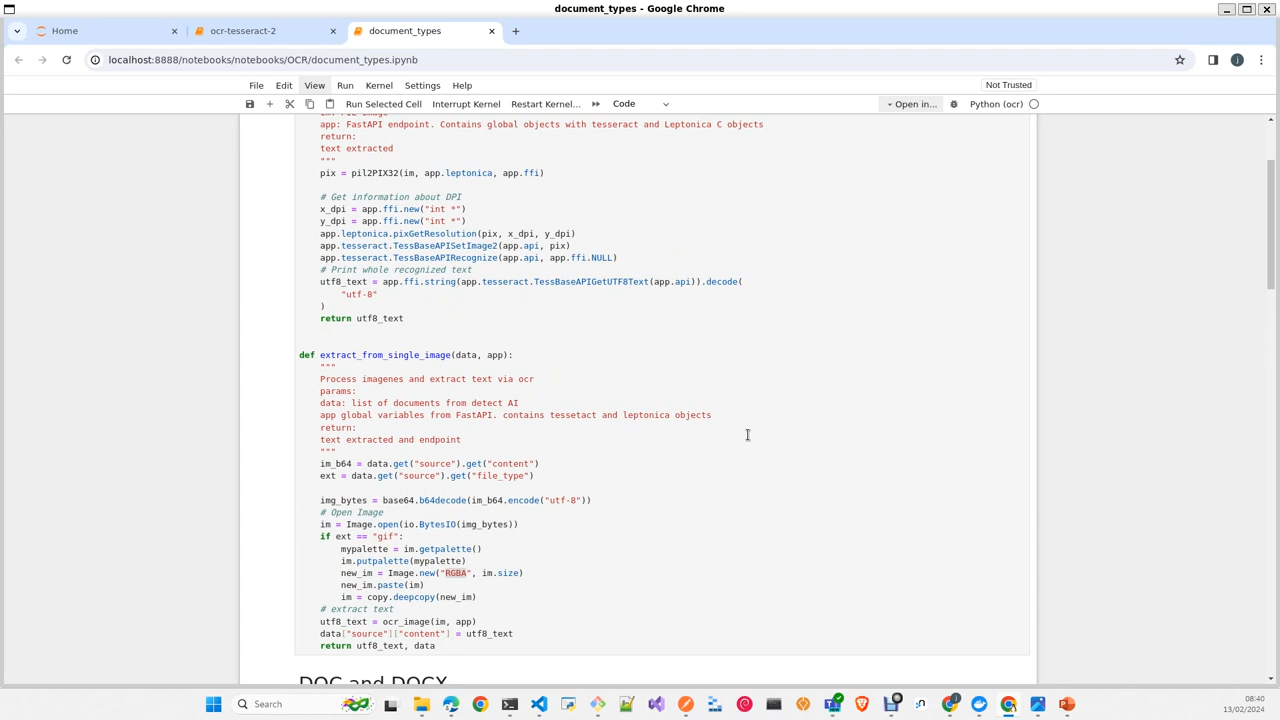 document_types - Google Chrome
Home
ocr-tesseract-2
document_types
localhost:8888/notebooks/notebooks/OCR/document_types.ipynb
File Edit View Run Kernel Settings Help
Not Trusted
Run Selected Cell Interrupt Kernel Restart Kernel… Code
Open in... Python (ocr)
app: FastAPI endpoint. Contains global objects with tesseract and Leptonica C objects
return:
text extracted
"""
pix = pil2PIX32(im, app.leptonica, app.ffi)
# Get information about DPI
x_dpi = app.ffi.new("int *")
y_dpi = app.ffi.new("int *")
app.leptonica.pixGetResolution(pix, x_dpi, y_dpi)
app.tesseract.TessBaseAPISetImage2(app.api, pix)
app.tesseract.TessBaseAPIRecognize(app.api, app.ffi.NULL)
# Print whole recognized text
utf8_text = app.ffi.string(app.tesseract.TessBaseAPIGetUTF8Text(app.api)).decode(
"utf-8"
)
return utf8_text
def extract_from_single_image(data, app):
"""
Process imagenes and extract text via ocr
params:
data: list of documents from detect AI
app global variables from FastAPI. contains tessetact and leptonica objects
return:
text extracted and endpoint
"""
im_b64 = data.get("source").get("content")
ext = data.get("source").get("file_type")
img_bytes = base64.b64decode(im_b64.encode("utf-8"))
# Open Image
im = Image.open(io.BytesIO(img_bytes))
if ext == "gif":
mypalette = im.getpalette()
im.putpalette(mypalette)
new_im = Image.new("RGBA", im.size)
new_im.paste(im)
im = copy.deepcopy(new_im)
# extract text
utf8_text = ocr_image(im, app)
data["source"]["content"] = utf8_text
return utf8_text, data
DOC and DOCX
Search
08:40
13/02/2024